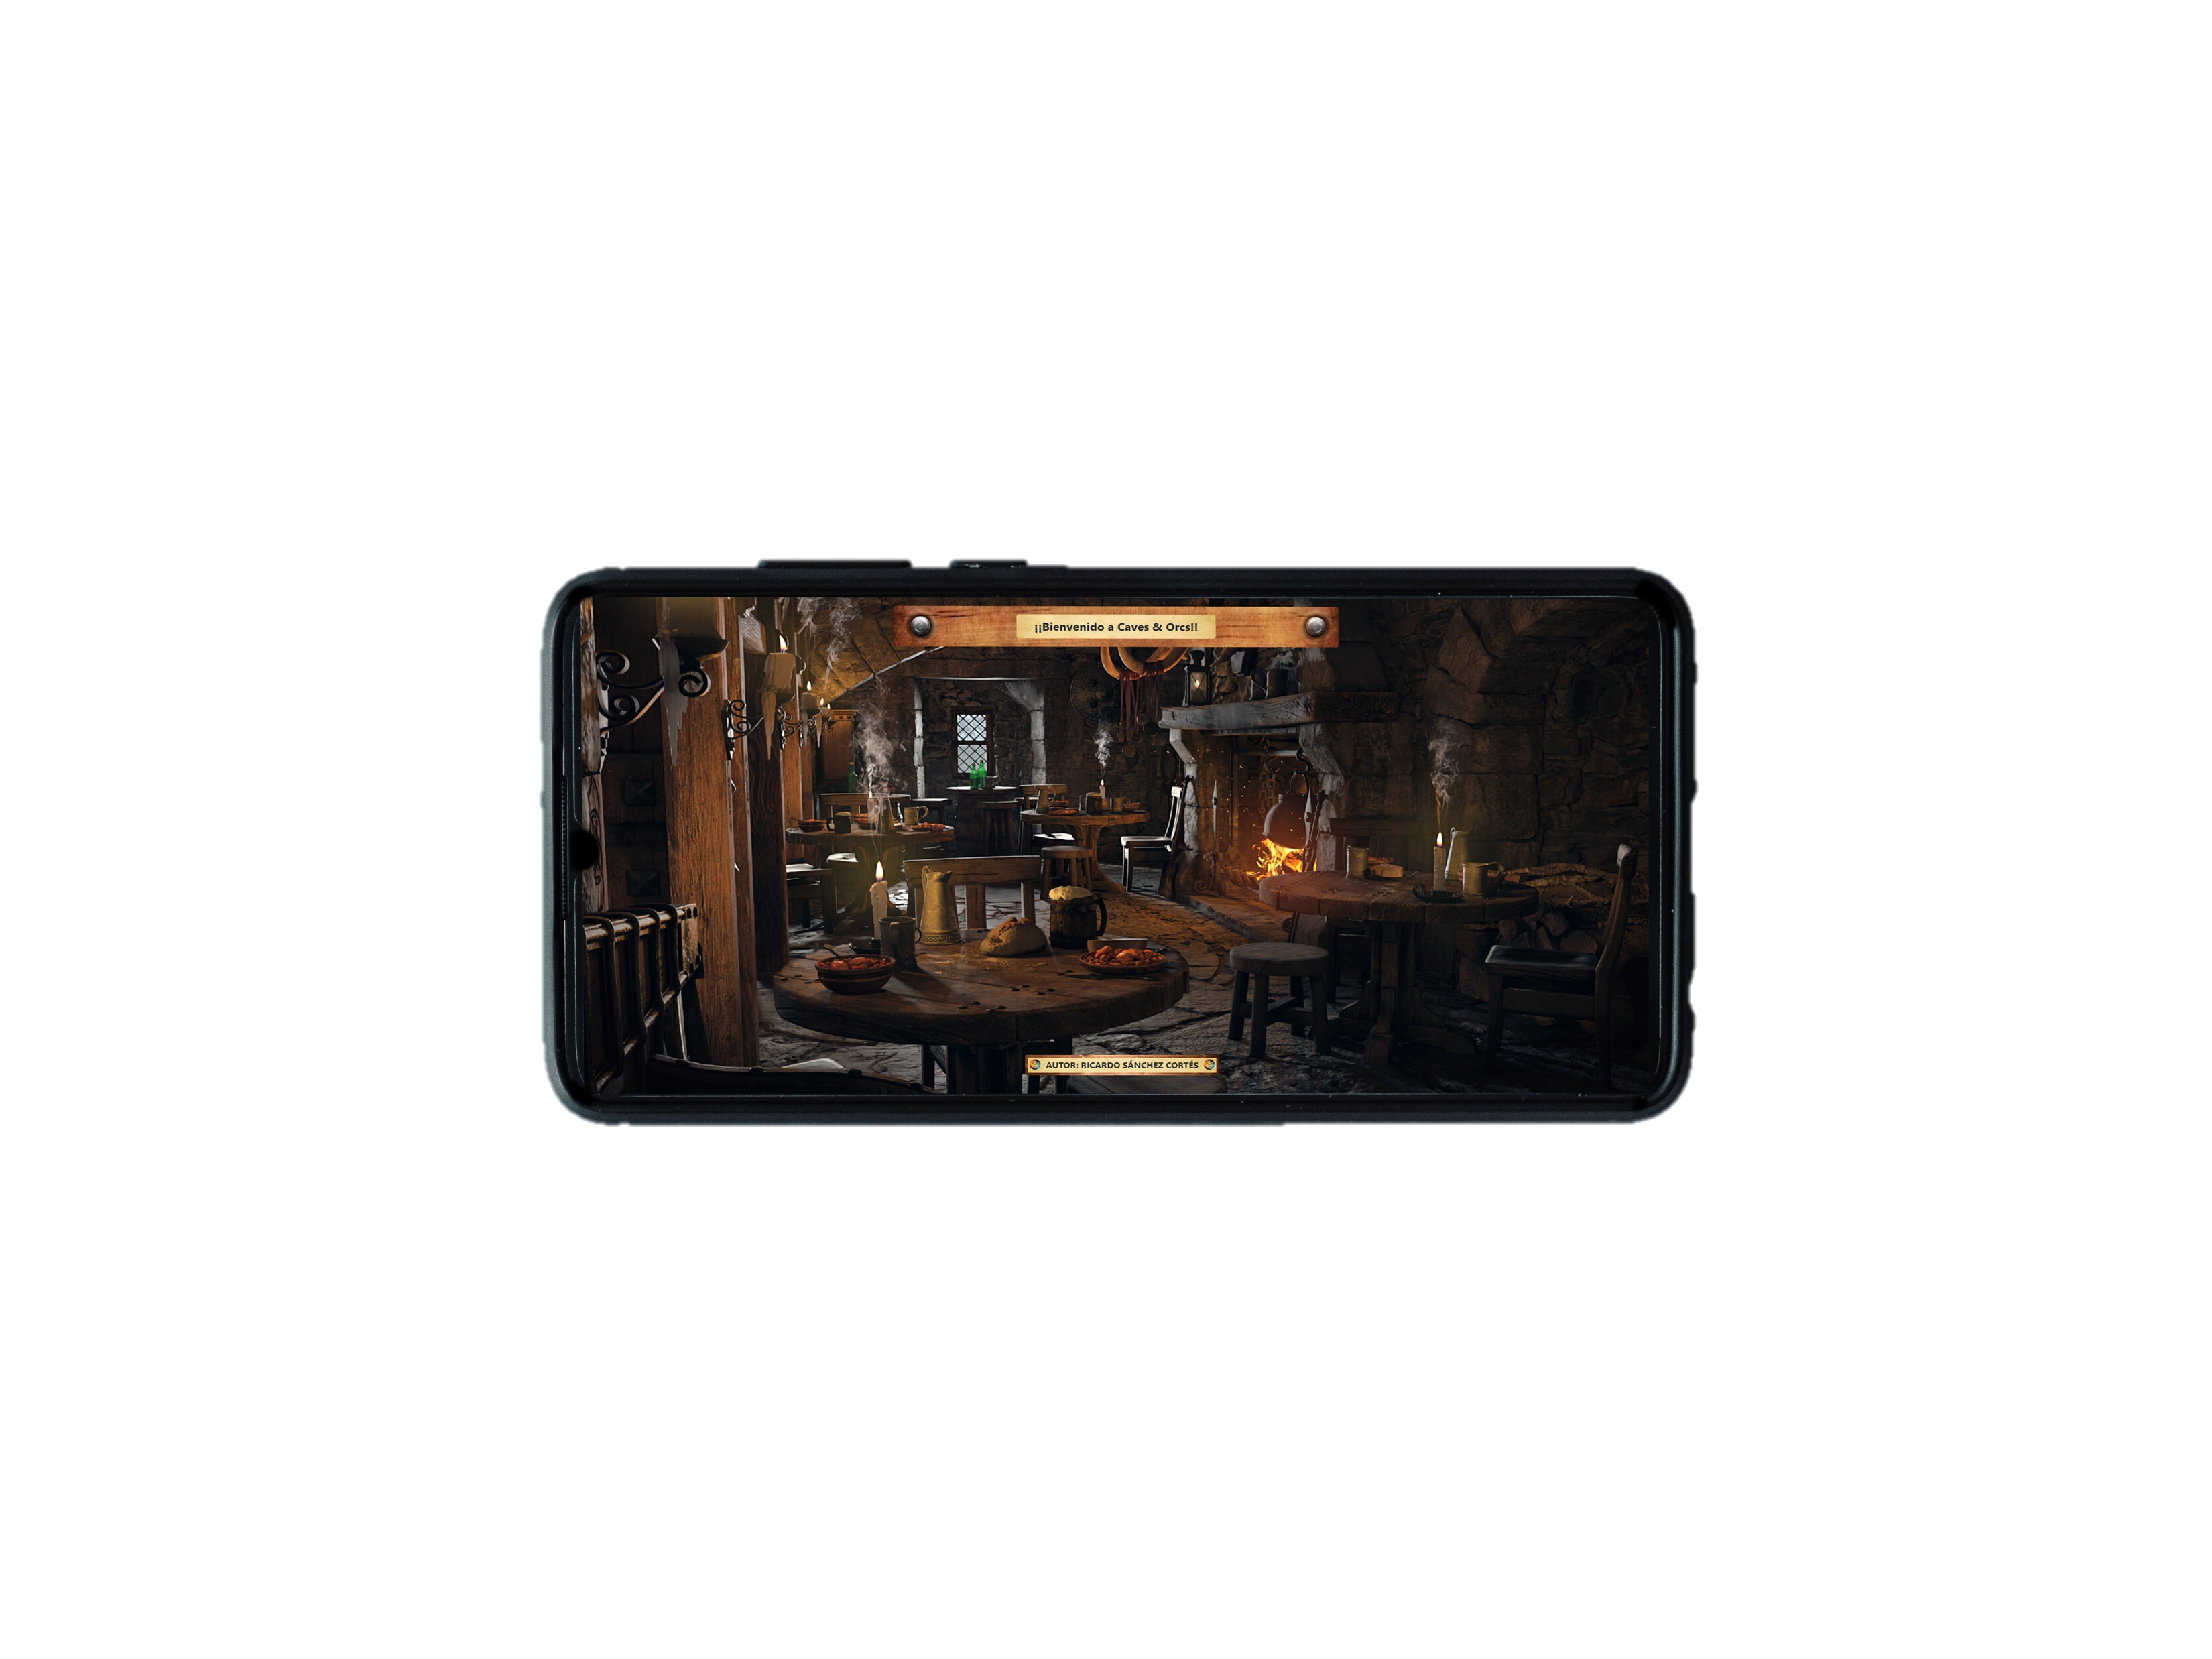 ¡¡Bienvenido a Caves & Orcs!!
AUTOR: RICARDO SÁNCHEZ CORTÉS